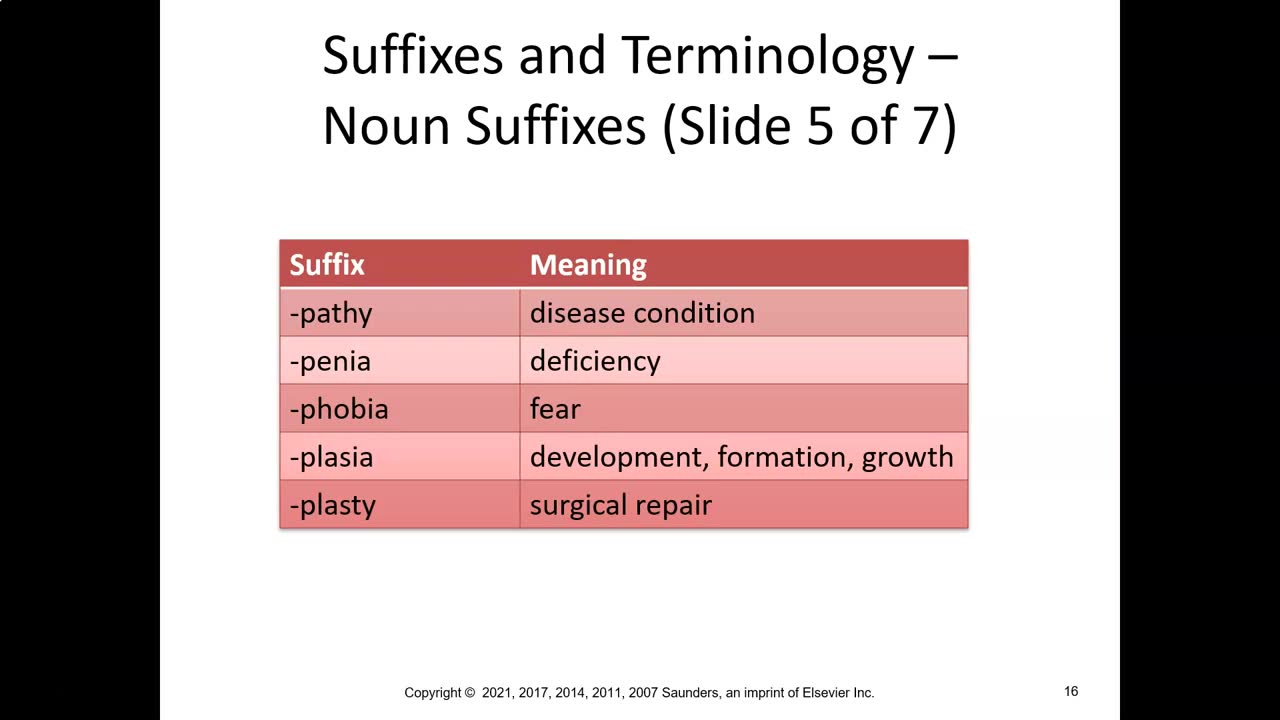 Suffixes and Terminology –
Noun Suffixes (Slide 5 of 7)
Suffix Meaning
-pathy disease condition
-penia deficiency
-phobia fear
-plasia development, formation, growth
-plasty surgical repair
Copyright © 2021, 2017, 2014, 2011, 2007 Saunders, an imprint of Elsevier Inc.
16